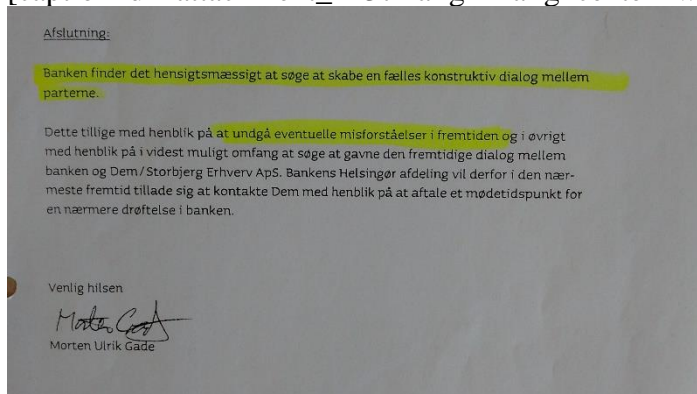 Afslutning:
Banken finder det hensigtsmæssigt at søge at skabe en fælles konstruktiv dialog mellem
parterne.
Dette tillige med henblik på at undgå eventuelle misforståelser i fremtiden og i øvrigt
med henblik på i videst muligt omfang at søge at gavne den fremtidige dialog mellem
banken og Dem/Storbjerg Erhverv ApS. Bankens Helsingør afdeling vil derfor i den nær-
meste fremtid tillade sig at kontakte Dem med henblik på at aftale et mødetidspunkt for
en nærmere drøftelse i banken.
Venlig hilsen
Morten Ulrik Gade